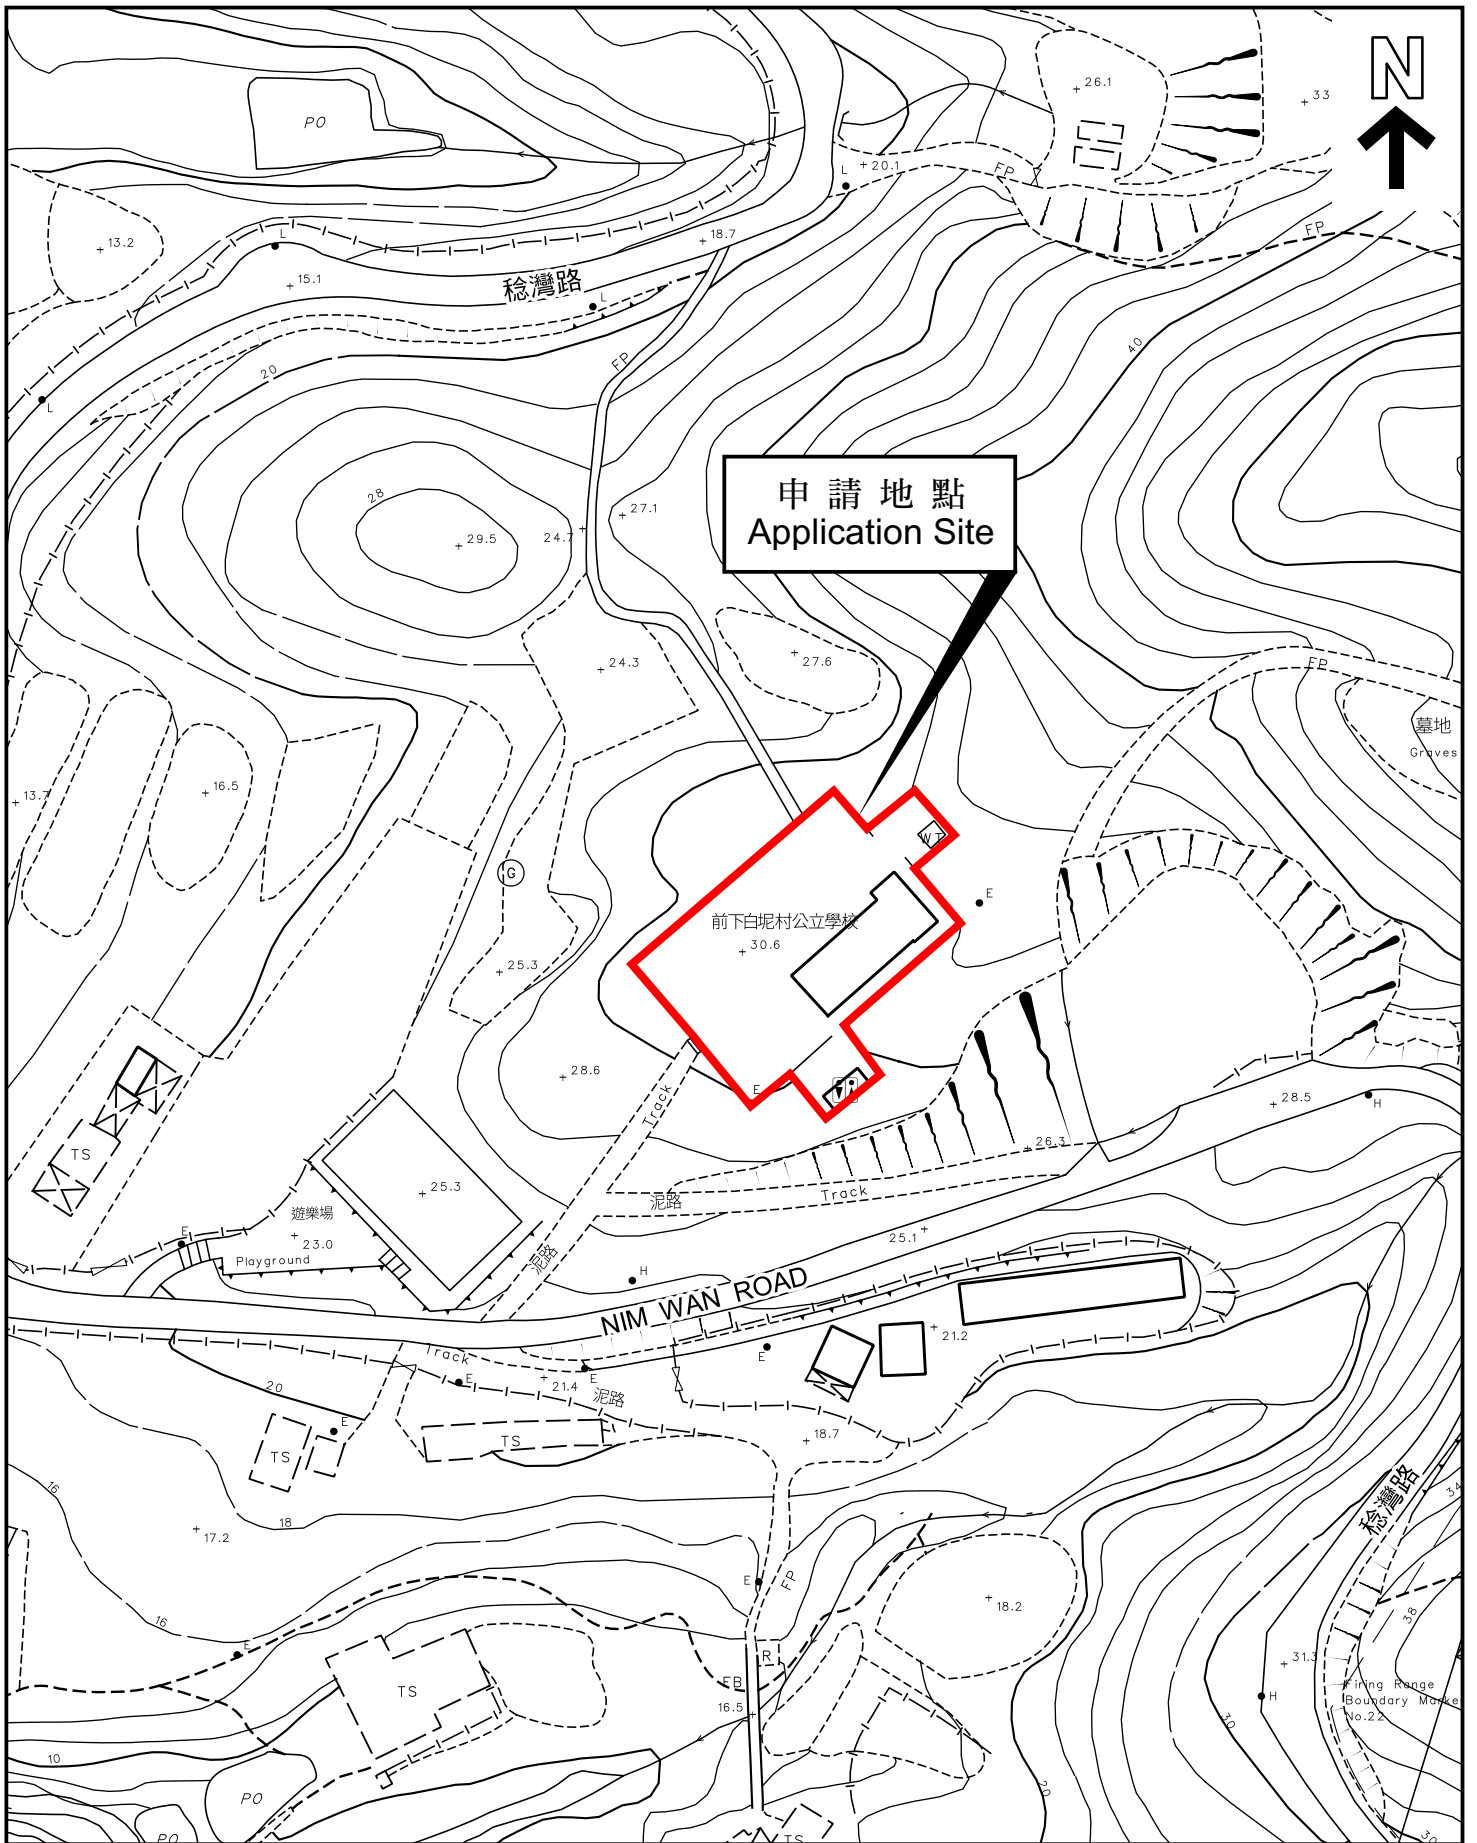 N
26.1
33
PO
L
20.1
FP
13.2
L
18.7
FP
15.1
稔灣路
L
FP
20
40
L
28
申請地點
Application Site
27.1
24.7
29.5
24.3
27.6
FP
墓地
Graves
13.7
16.5
WT
G
E
前下白坭村公立學校
30.6
25.3
28.6
E
Track
28.5
H
TS
26.3
25.3
泥路
Track
遊樂場
E
23.0
Playground
25.1
泥路
H
NIM WAN ROAD
21.2
E
Track
E
21.4
E
泥路
20
E
TS
TS
18.7
16
18
17.2
稔灣路
34
E
FP
18.2
16
38
E
R
31.3
TS
FB
Firing Range
Boundary Marke
No.22
H
16.5
30
10
20
PO
PO
TS
30